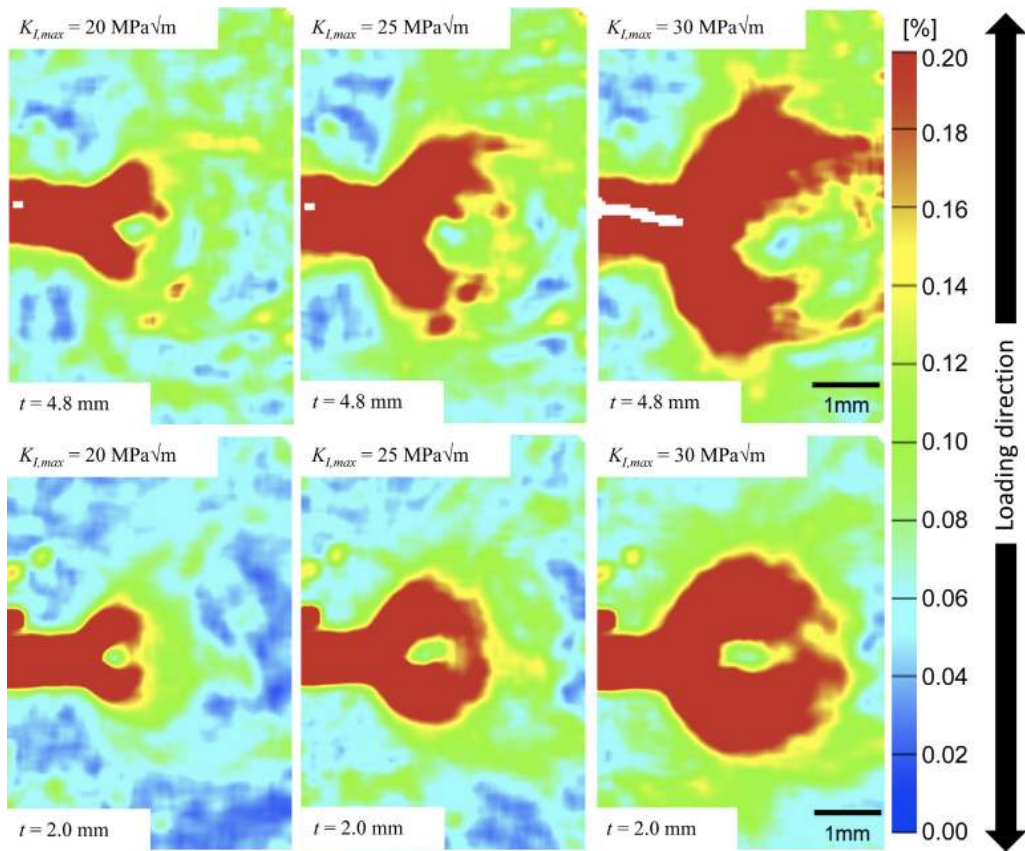 K_{I,max} = 20 MPa√m
K_{I,max} = 25 MPa√m
K_{I,max} = 30 MPa√m
[%]
0.20
0.18
0.16
0.14
0.12
0.10
0.08
0.06
0.04
0.02
0.00
Loading direction
t = 4.8 mm
t = 4.8 mm
t = 4.8 mm
1mm
K_{I,max} = 20 MPa√m
K_{I,max} = 25 MPa√m
K_{I,max} = 30 MPa√m
t = 2.0 mm
t = 2.0 mm
t = 2.0 mm
1mm